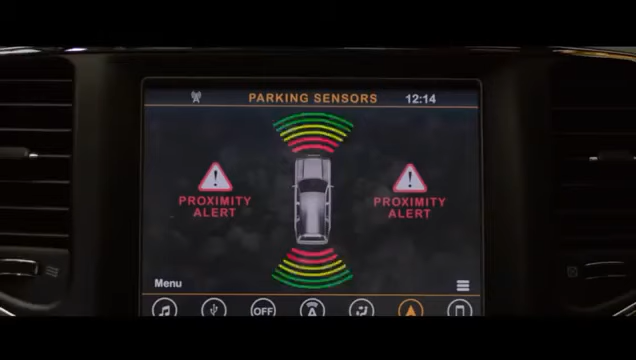 PARKING SENSORS 12:14
PROXIMITY
ALERT
PROXIMITY
ALERT
Menu
OFF
A